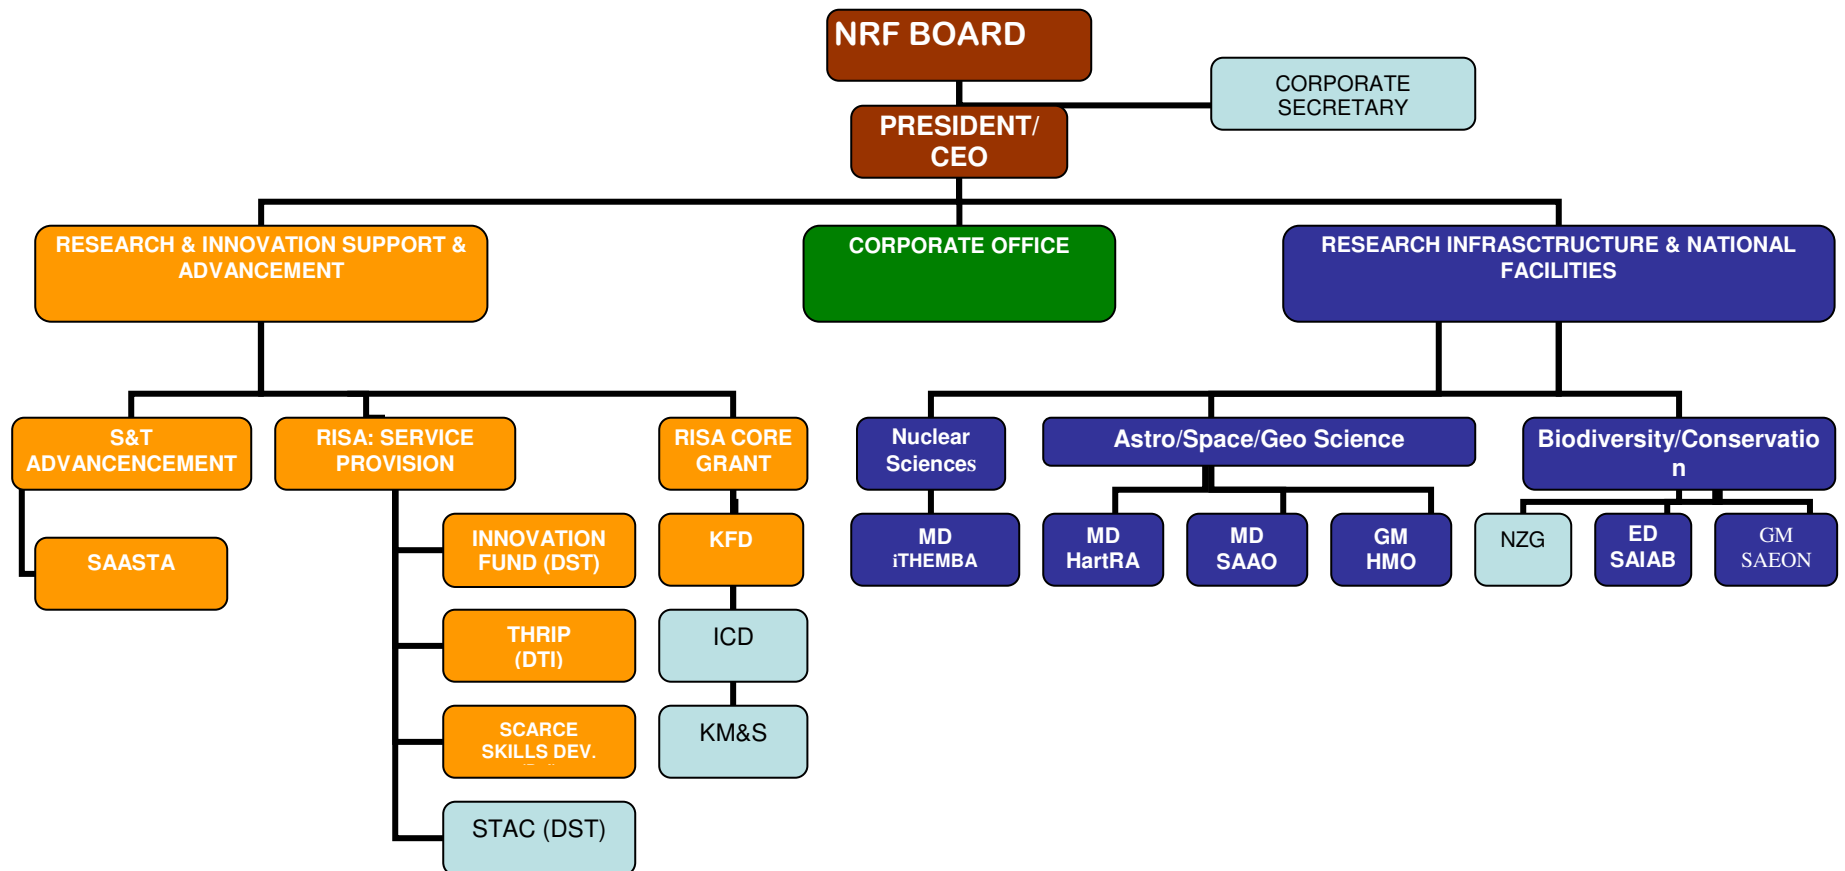 NRF BOARD
CORPORATE
SECRETARY
PRESIDENT/
CEO
RESEARCH & INNOVATION SUPPORT &
ADVANCEMENT
CORPORATE OFFICE
RESEARCH INFRASCTRUCTURE & NATIONAL
FACILITIES
S&T
ADVANCENCEMENT
RISA: SERVICE
PROVISION
RISA CORE
GRANT
Nuclear
Sciences
Astro/Space/Geo Science
Biodiversity/Conservatio
n
SAASTA
INNOVATION
FUND (DST)
THRIP
(DTI)
SCARCE
SKILLS DEV.
STAC (DST)
KFD
ICD
KM&S
MD
iTHEMBA
MD
HartRA
MD
SAAO
GM
HMO
NZG
ED
SAIAB
GM
SAEON